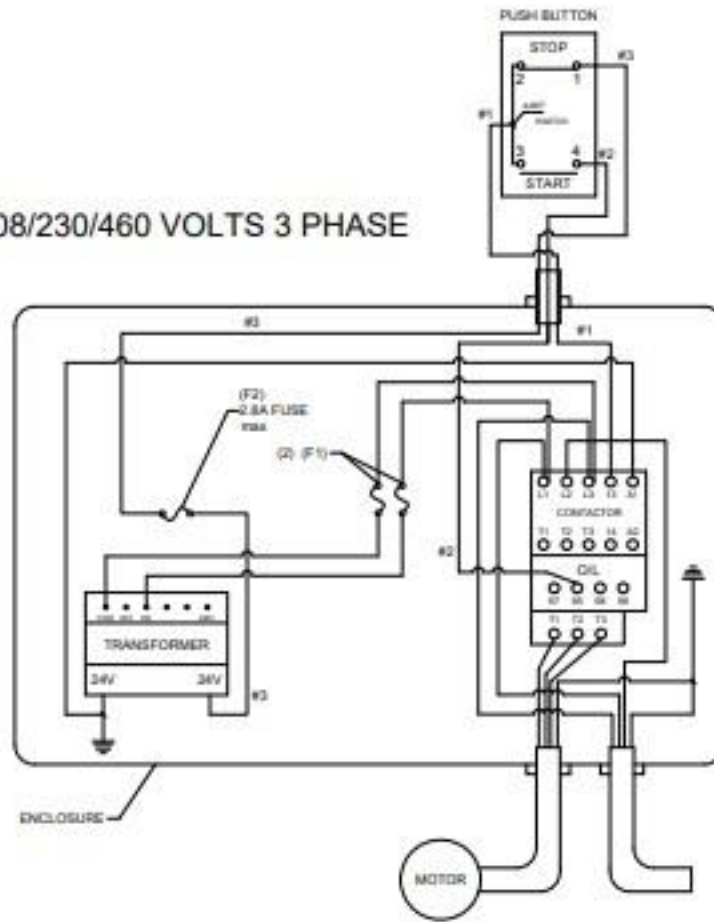 PUSH BUTTON
STOP
#3
2 1
#1
3 4
#2
START
08/230/460 VOLTS 3 PHASE
#3
#1
(F2)
2.8A FUSE
max
(2) (F1)
L1 L2 L3 13 A1
CONTACTOR
T1 T2 T3 14 A2
#2
O/L
97 95 98 96
T1 T2 T3
TRANSFORMER
24V 24V
#3
ENCLOSURE
MOTOR